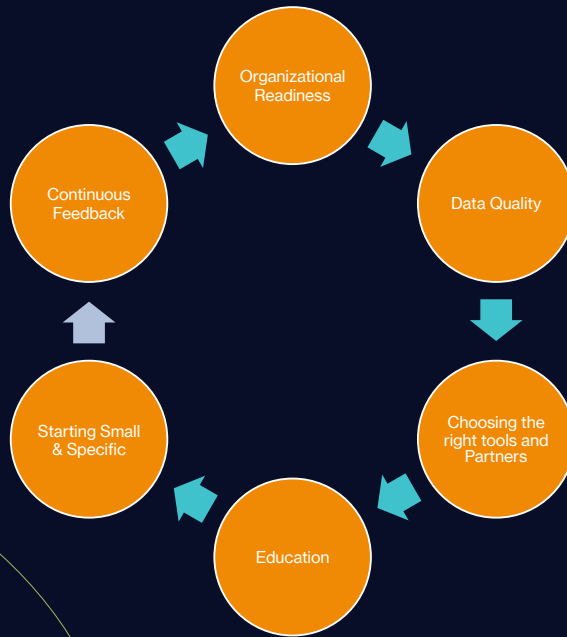 Organizational
Readiness
Data Quality
Choosing the
right tools and
Partners
Education
Starting Small
& Specific
Continuous
Feedback